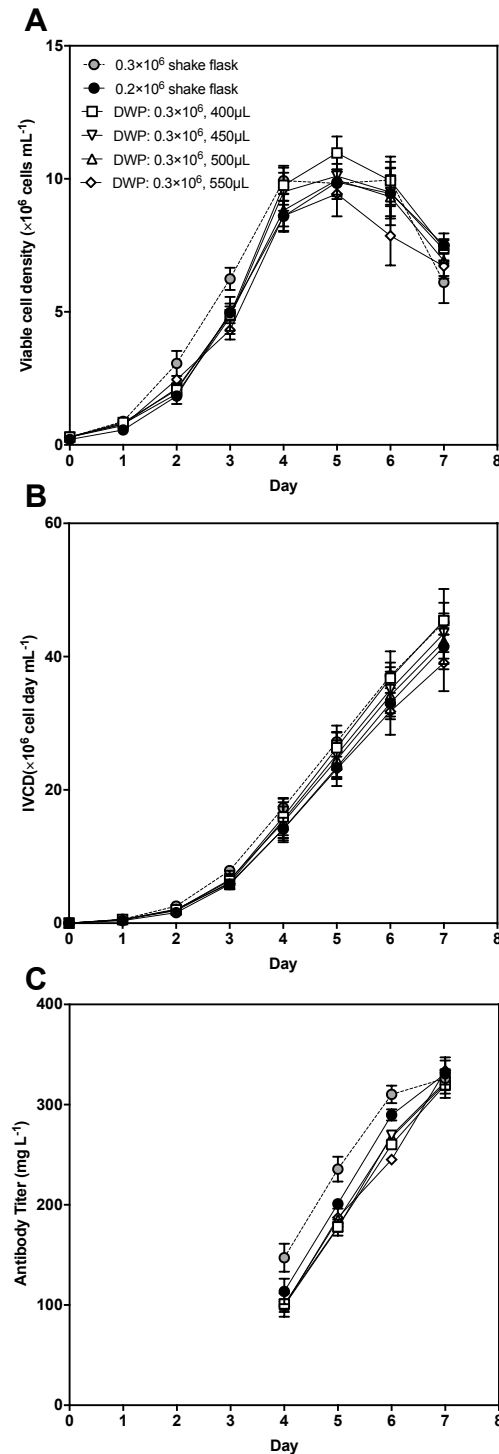 A
15
10
5
0
0 1 2 3 4 5 6 7 8
Day
Viable cell density (×10⁶ cells mL⁻¹)
0.3×10⁶ shake flask
0.2×10⁶ shake flask
DWP: 0.3×10⁶, 400µL
DWP: 0.3×10⁶, 450µL
DWP: 0.3×10⁶, 500µL
DWP: 0.3×10⁶, 550µL
B
60
40
20
0
0 1 2 3 4 5 6 7 8
Day
IVCD(×10⁶ cell day mL⁻¹)
C
400
300
200
100
0
0 1 2 3 4 5 6 7 8
Day
Antibody Titer (mg L⁻¹)